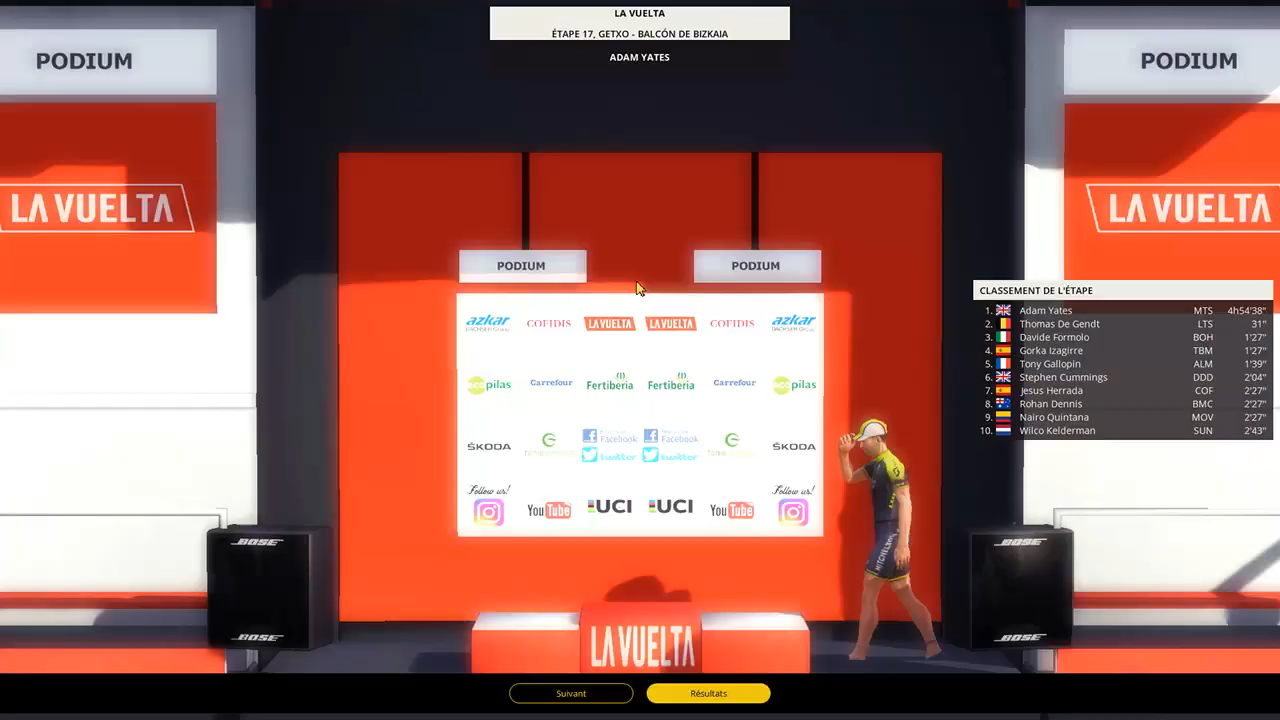 LA VUELTA
ÉTAPE 17, GETXO - BALCÓN DE BIZKAIA
ADAM YATES
PODIUM
PODIUM
LA VUELTA
LA VUELTA
PODIUM
PODIUM
CLASSEMENT DE L'ÉTAPE
1. Adam Yates MTS 4h54'38"
2. Thomas De Gendt LTS 31"
3. Davide Formolo BOH 1'27"
4. Gorka Izagirre TBM 1'27"
5. Tony Gallopin ALM 1'39"
6. Stephen Cummings DDD 2'04"
7. Jesus Herrada COF 2'27"
8. Rohan Dennis BMC 2'27"
9. Nairo Quintana MOV 2'27"
10. Wilco Kelderman SUN 2'43"
azkar COFIDIS LA VUELTA LA VUELTA COFIDIS azkar
DACHSER DACHSER
ecopilas Carrefour Fertiberia Fertiberia Carrefour ecopilas
ŠKODA Facebook Facebook ŠKODA
twitter twitter
Follow us! Follow us!
YouTube UCI UCI YouTube
MITCHELTON
BOSE BOSE
BOSE BOSE
LA VUELTA
Suivant Résultats